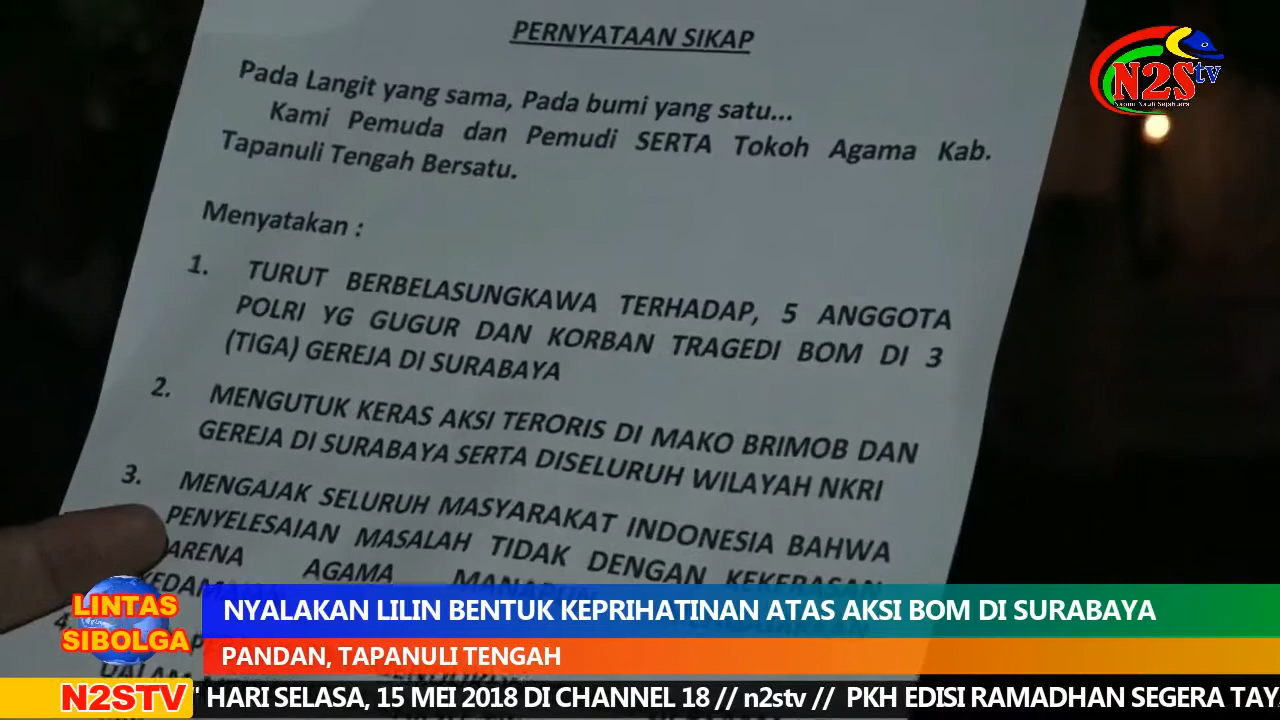 PERNYATAAN SIKAP
Pada Langit yang sama, Pada bumi yang satu...
Kami Pemuda dan Pemudi SERTA Tokoh Agama Kab.
Tapanuli Tengah Bersatu.
Menyatakan :
1. TURUT BERBELASUNGKAWA TERHADAP, 5 ANGGOTA
POLRI YG GUGUR DAN KORBAN TRAGEDI BOM DI 3
(TIGA) GEREJA DI SURABAYA
2. MENGUTUK KERAS AKSI TERORIS DI MAKO BRIMOB DAN
GEREJA DI SURABAYA SERTA DISELURUH WILAYAH NKRI
3. MENGAJAK SELURUH MASYARAKAT INDONESIA BAHWA
PENYELESAIAN MASALAH TIDAK DENGAN KEKERASAN
AGAMA
N2STV
LINTAS
SIBOLGA
NYALAKAN LILIN BENTUK KEPRIHATINAN ATAS AKSI BOM DI SURABAYA
PANDAN, TAPANULI TENGAH
N2STV
HARI SELASA, 15 MEI 2018 DI CHANNEL 18 // n2stv // PKH EDISI RAMADHAN SEGERA TAY